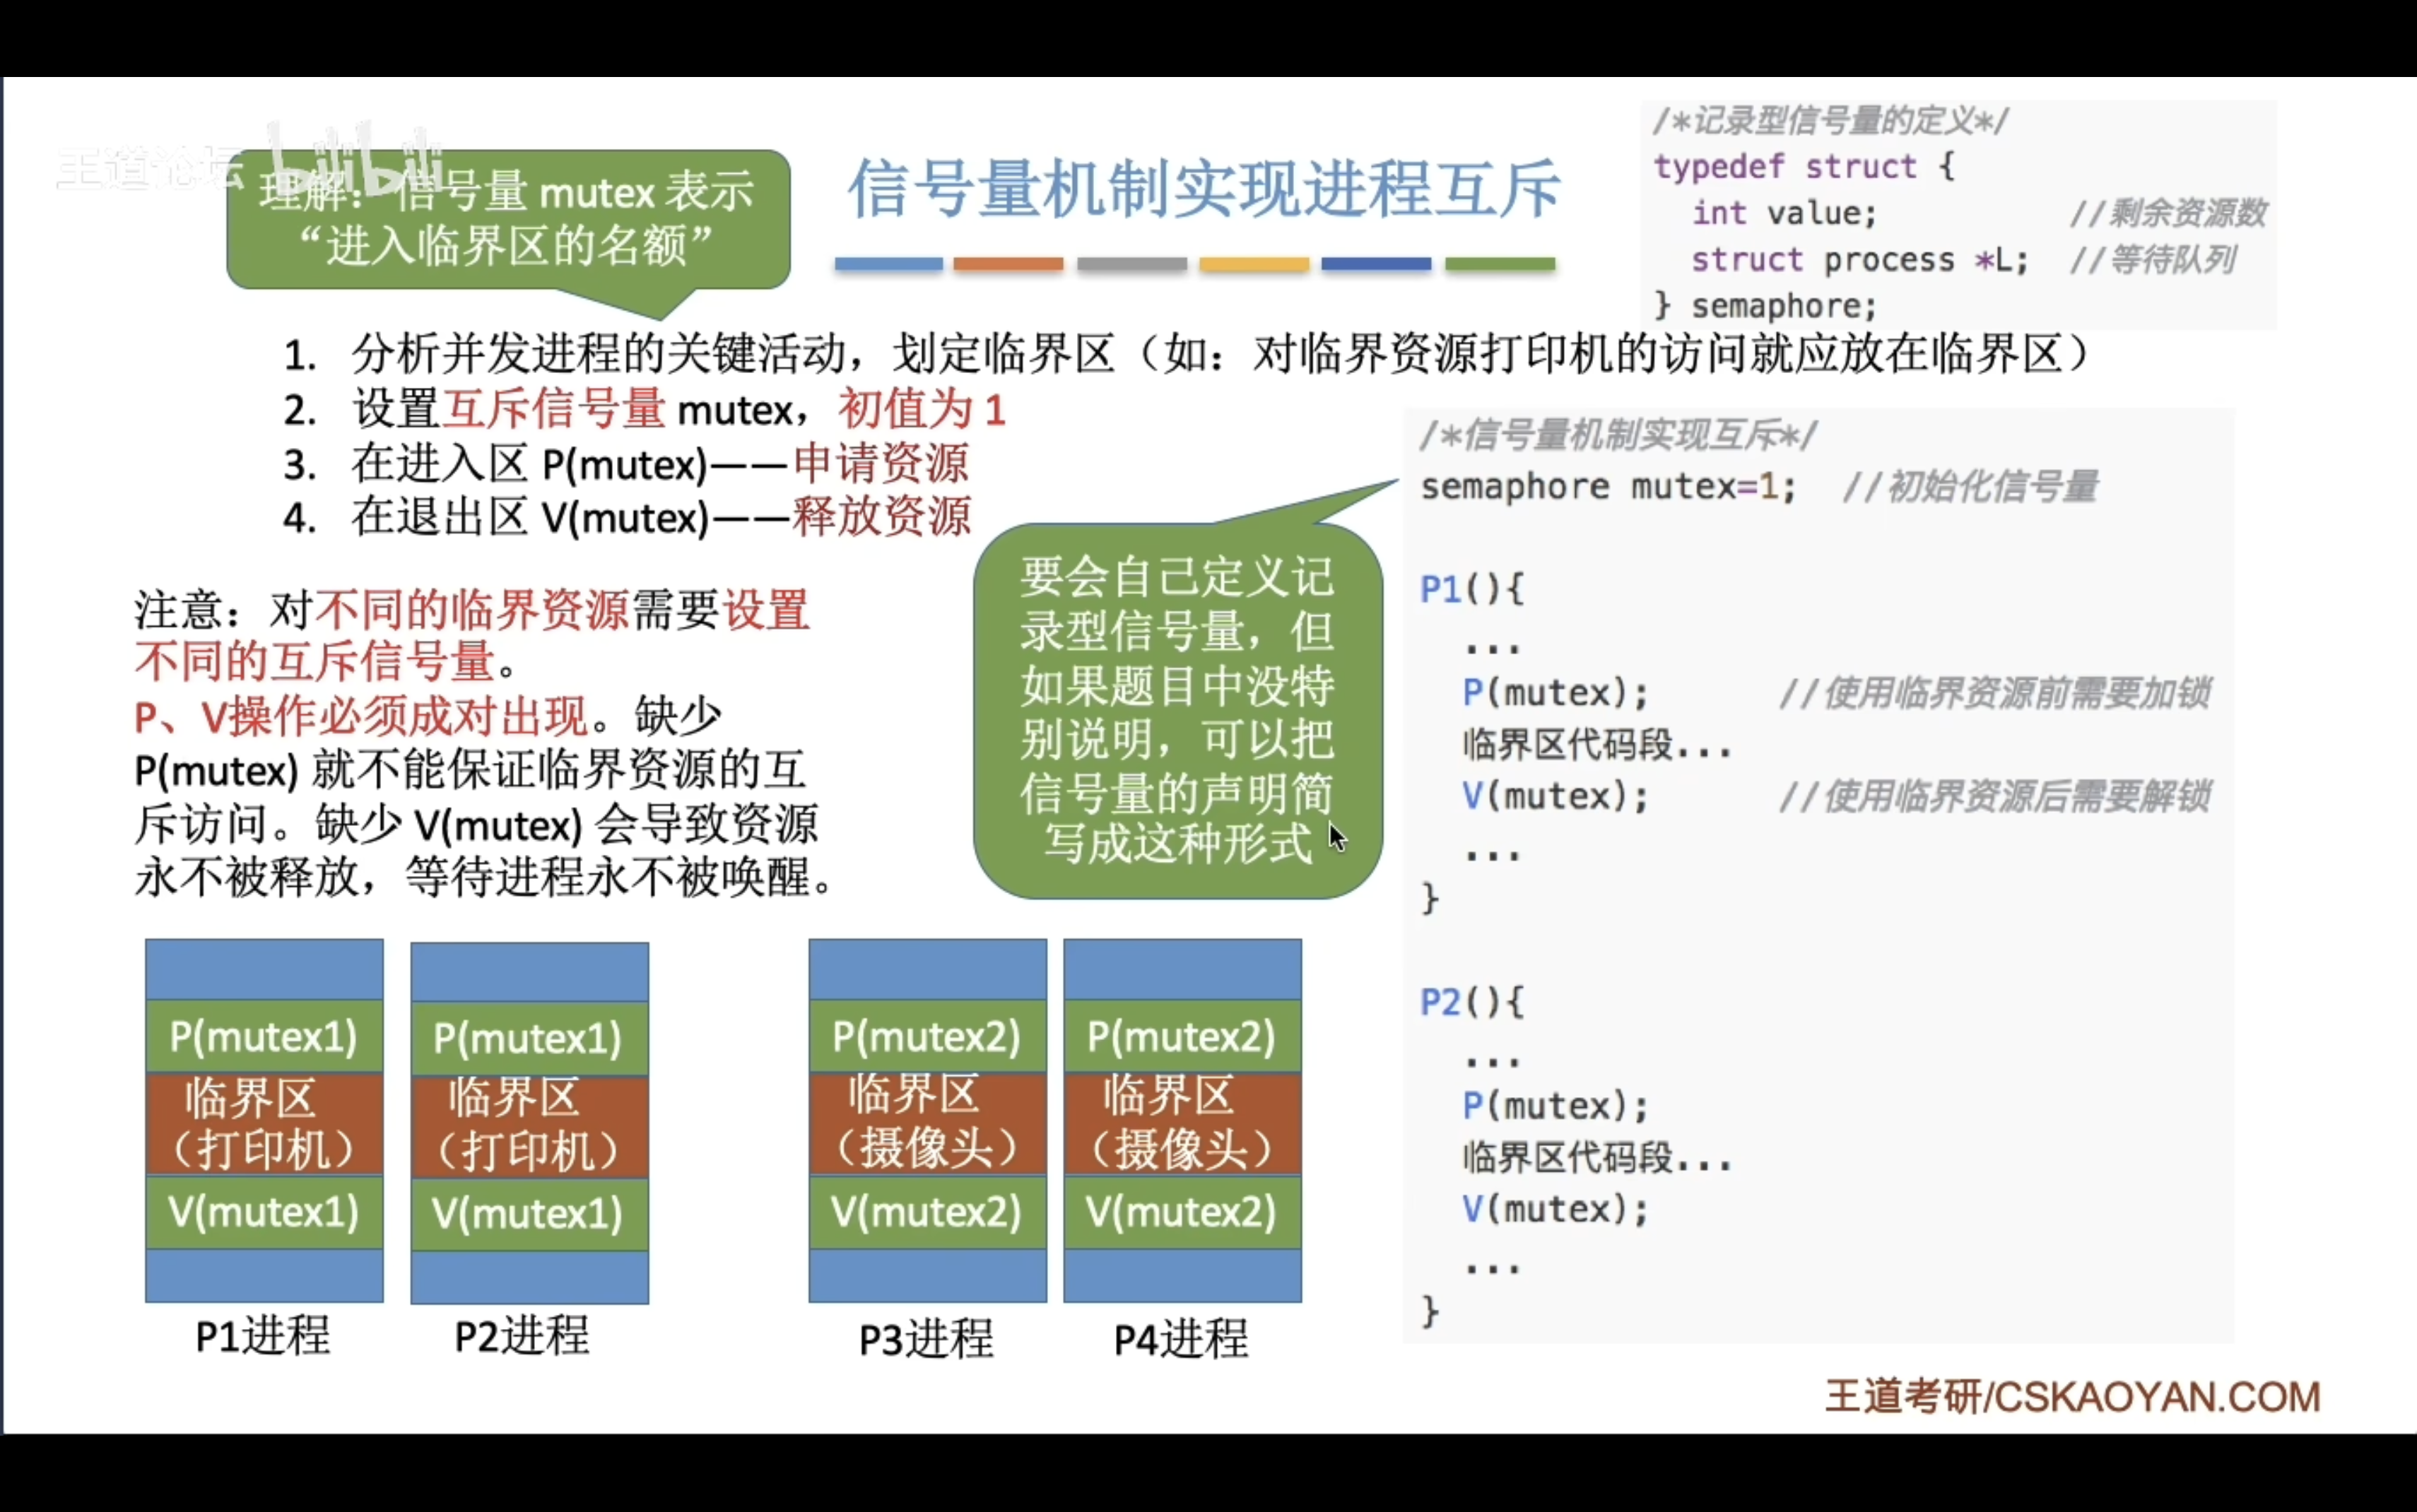 王道论坛 bilibili
理解：信号量 mutex 表示
“进入临界区的名额”
信号量机制实现进程互斥
/*记录型信号量的定义*/
typedef struct {
int value; //剩余资源数
struct process *L; //等待队列
} semaphore;
1. 分析并发进程的关键活动，划定临界区（如：对临界资源打印机的访问就应放在临界区）
2. 设置互斥信号量 mutex，初值为 1
3. 在进入区 P(mutex)——申请资源
4. 在退出区 V(mutex)——释放资源
注意：对不同的临界资源需要设置
不同的互斥信号量。
P、V操作必须成对出现。缺少
P(mutex) 就不能保证临界资源的互
斥访问。缺少 V(mutex) 会导致资源
永不被释放，等待进程永不被唤醒。
要会自己定义记
录型信号量，但
如果题目中没特
别说明，可以把
信号量的声明简
写成这种形式
/*信号量机制实现互斥*/
semaphore mutex=1; //初始化信号量
P1(){
...
P(mutex); //使用临界资源前需要加锁
临界区代码段...
V(mutex); //使用临界资源后需要解锁
...
}
P2(){
...
P(mutex);
临界区代码段...
V(mutex);
...
}
P(mutex1)
临界区
（打印机）
V(mutex1)
P1进程
P(mutex1)
临界区
（打印机）
V(mutex1)
P2进程
P(mutex2)
临界区
（摄像头）
V(mutex2)
P3进程
P(mutex2)
临界区
（摄像头）
V(mutex2)
P4进程
王道考研/CSKAOYAN.COM